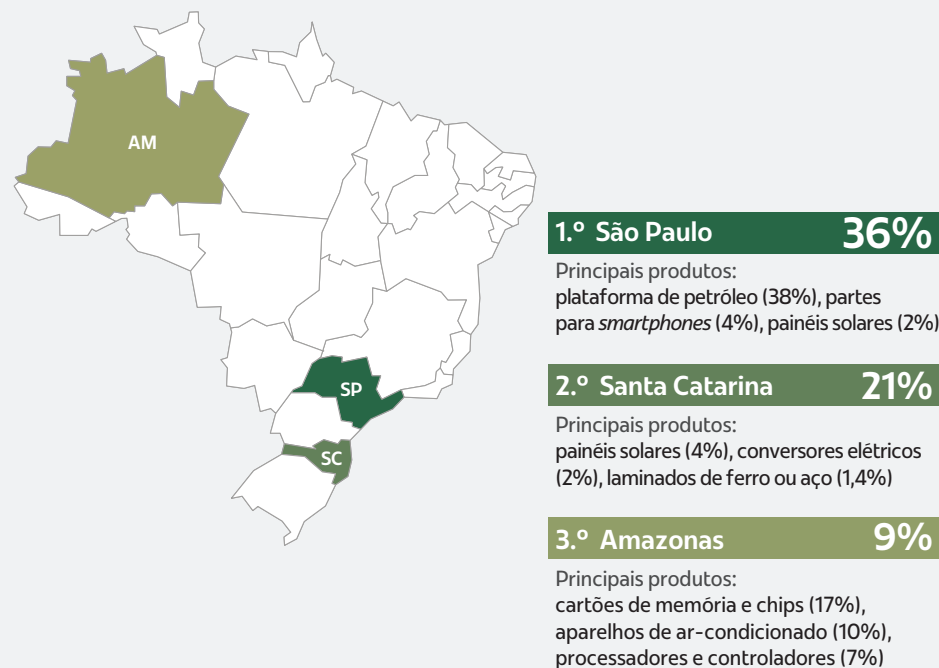 AM
SP
SC
1.º São Paulo 36%
Principais produtos:
plataforma de petróleo (38%), partes
para smartphones (4%), painéis solares (2%)
2.º Santa Catarina 21%
Principais produtos:
painéis solares (4%), conversores elétricos
(2%), laminados de ferro ou aço (1,4%)
3.º Amazonas 9%
Principais produtos:
cartões de memória e chips (17%),
aparelhos de ar-condicionado (10%),
processadores e controladores (7%)